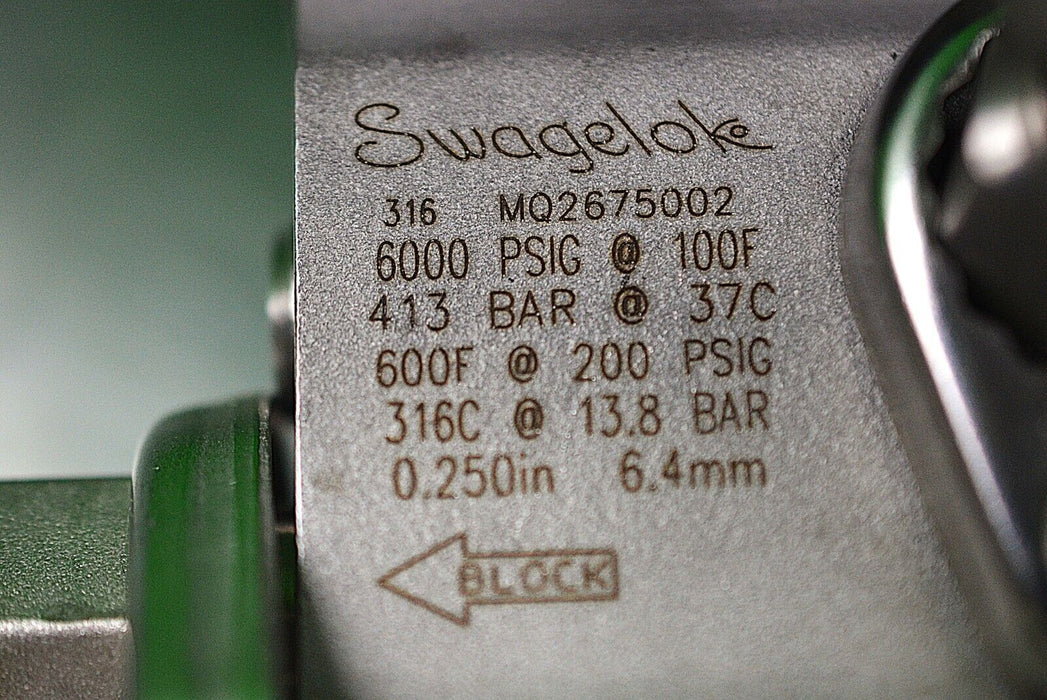 Swagelok
316 MQ2675002
6000 PSIG @ 100F
413 BAR @ 37C
600F @ 200 PSIG
316C @ 13.8 BAR
0.250in 6.4mm
BLOCK